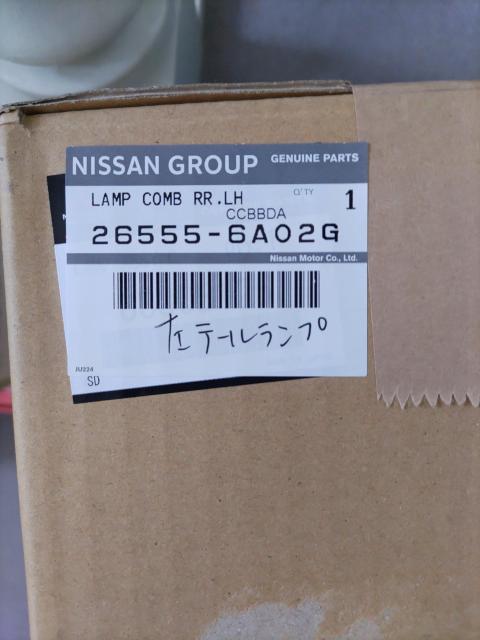 NISSAN GROUP GENUINE PARTS
LAMP COMB RR.LH Q'TY 1
CCBBDA
26555-6A02G
Nissan Motor Co., Ltd.
左テールランプ
RJ224
SD